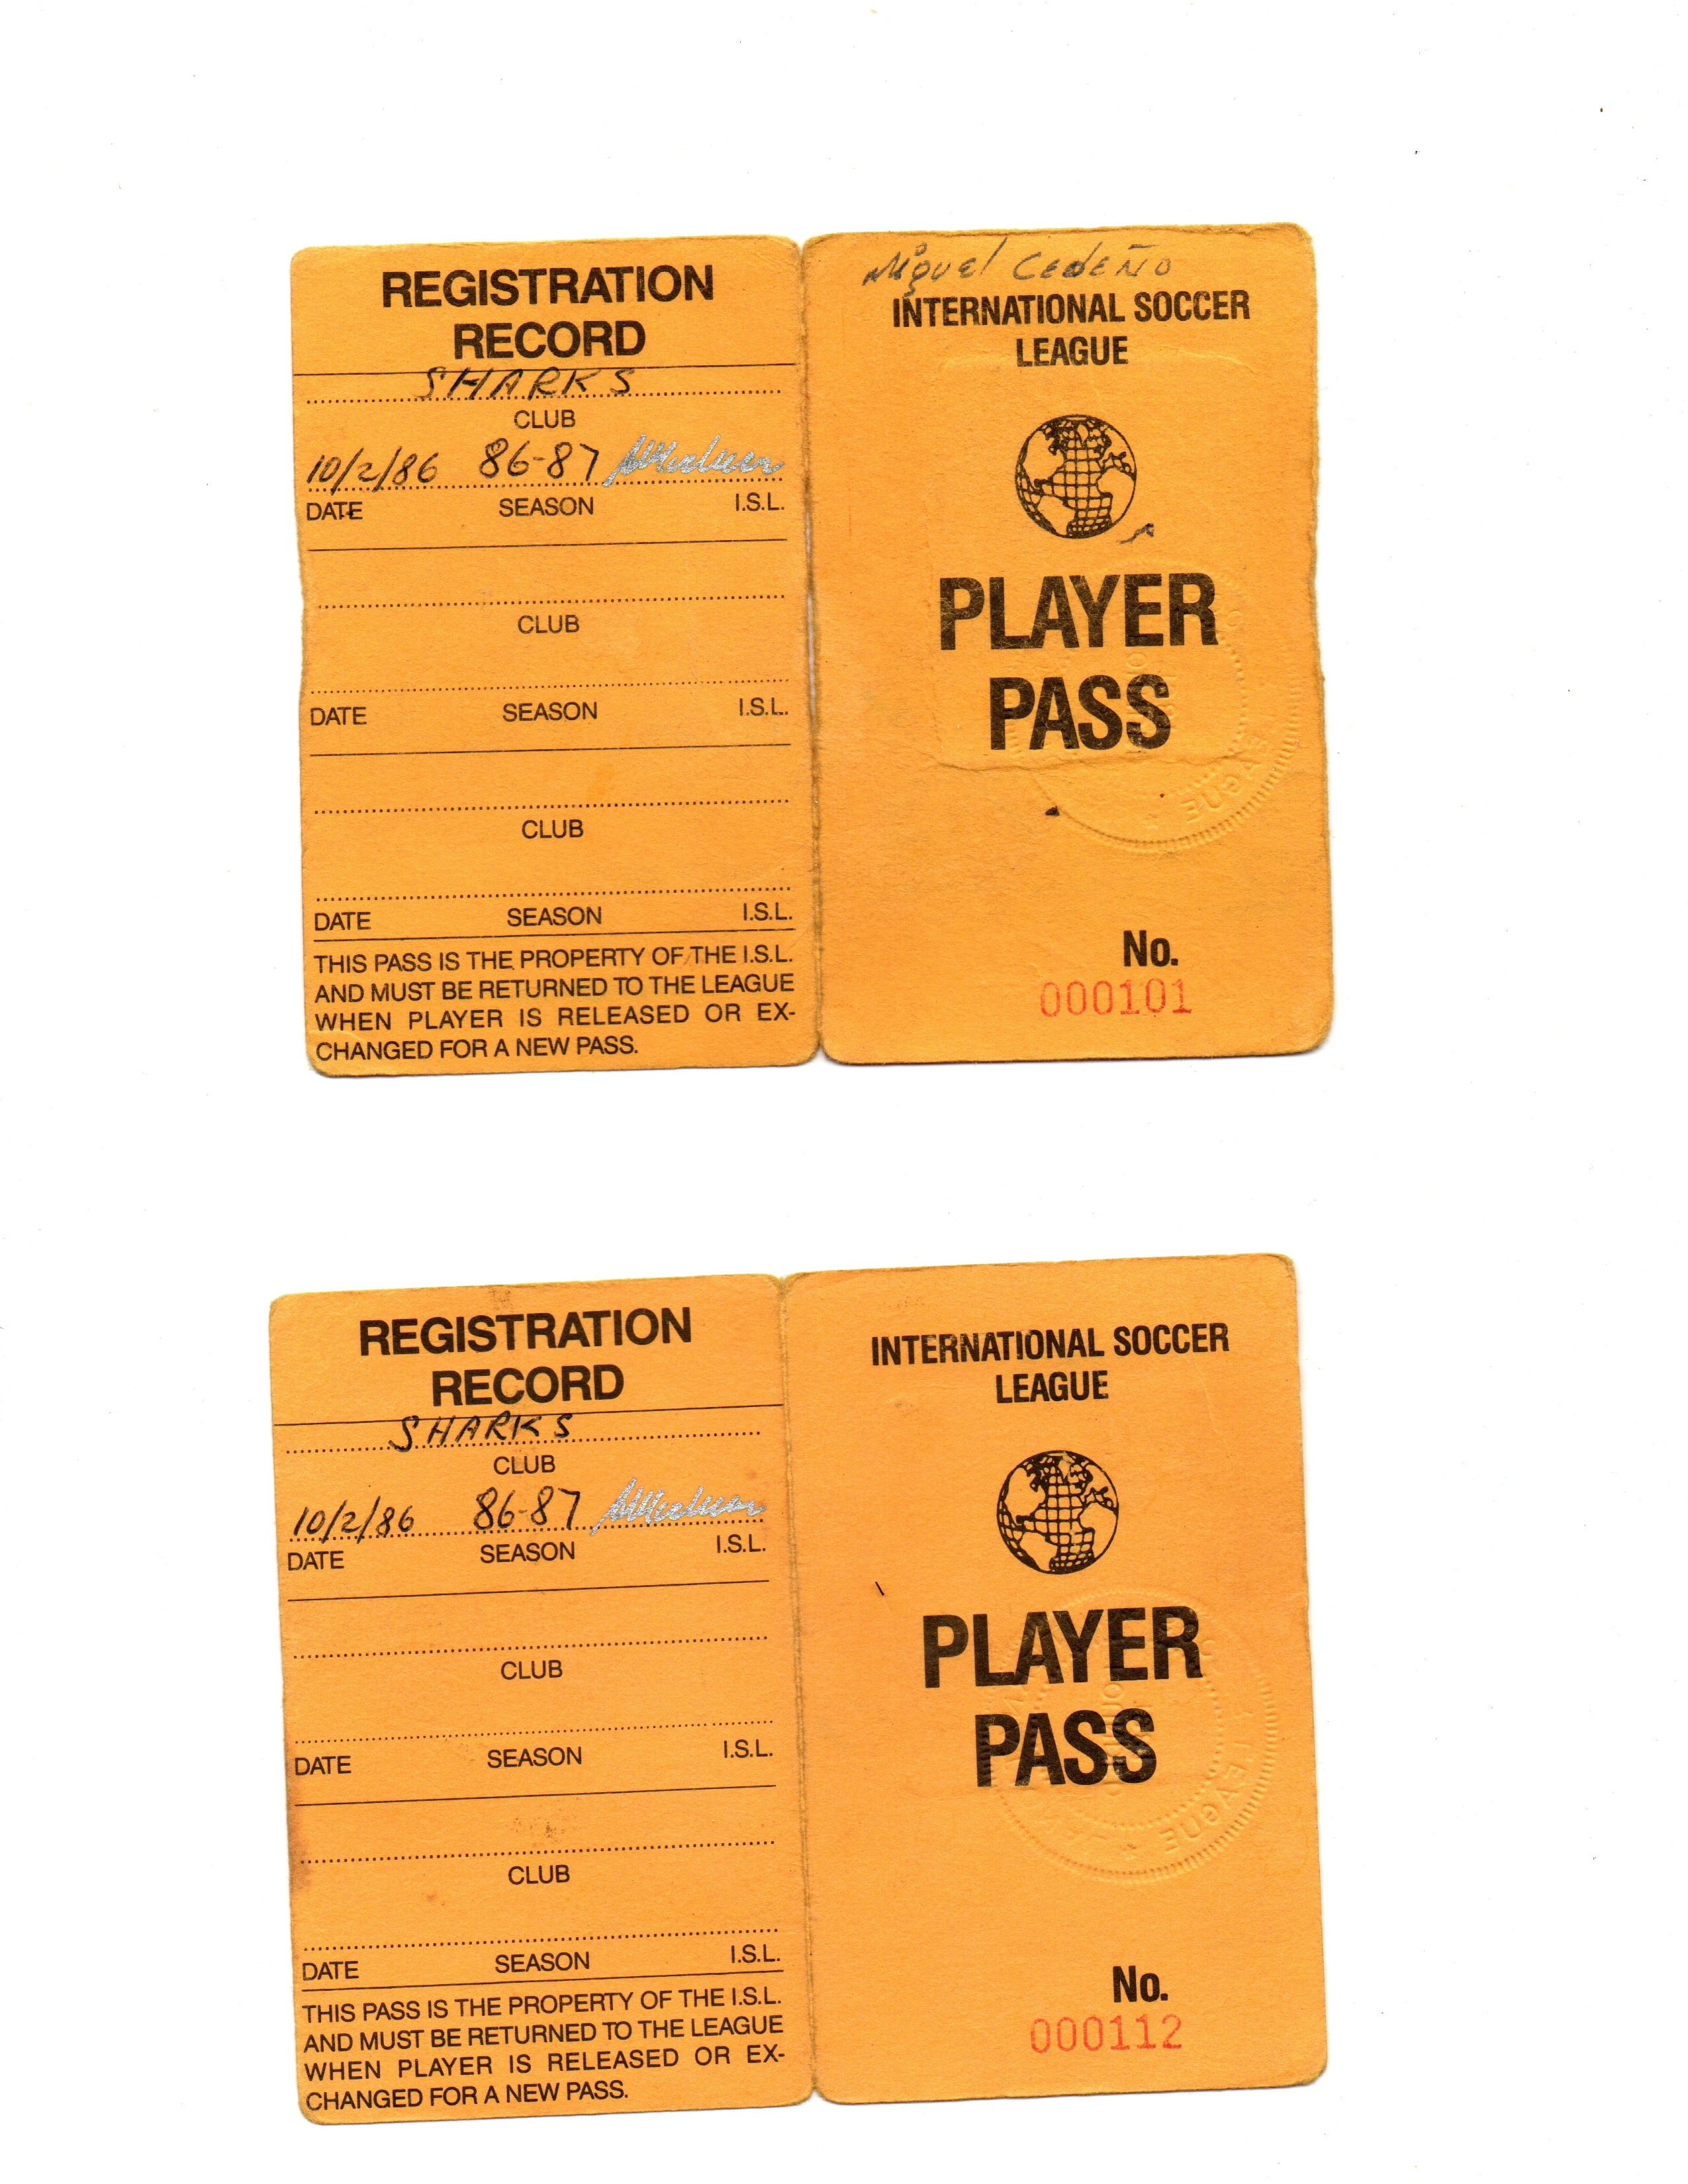 REGISTRATION
RECORD
SHARKS
CLUB
10/2/86 86-87
DATE SEASON I.S.L.
CLUB
DATE SEASON I.S.L.
CLUB
DATE SEASON I.S.L.
THIS PASS IS THE PROPERTY OF THE I.S.L.
AND MUST BE RETURNED TO THE LEAGUE
WHEN PLAYER IS RELEASED OR EX-
CHANGED FOR A NEW PASS.
Miguel Cedeño
INTERNATIONAL SOCCER
LEAGUE
PLAYER
PASS
LEAGUE
No.
000101
REGISTRATION
RECORD
SHARKS
CLUB
10/2/86 86-87
DATE SEASON I.S.L.
CLUB
DATE SEASON I.S.L.
CLUB
DATE SEASON I.S.L.
THIS PASS IS THE PROPERTY OF THE I.S.L.
AND MUST BE RETURNED TO THE LEAGUE
WHEN PLAYER IS RELEASED OR EX-
CHANGED FOR A NEW PASS.
INTERNATIONAL SOCCER
LEAGUE
PLAYER
PASS
LEAGUE
No.
000112